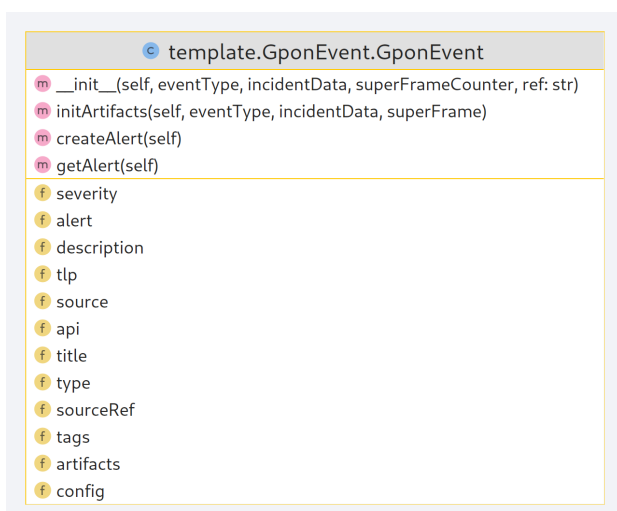 c template.GponEvent.GponEvent
m __init__(self, eventType, incidentData, superFrameCounter, ref: str)
m initArtifacts(self, eventType, incidentData, superFrame)
m createAlert(self)
m getAlert(self)
f severity
f alert
f description
f tlp
f source
f api
f title
f type
f sourceRef
f tags
f artifacts
f config